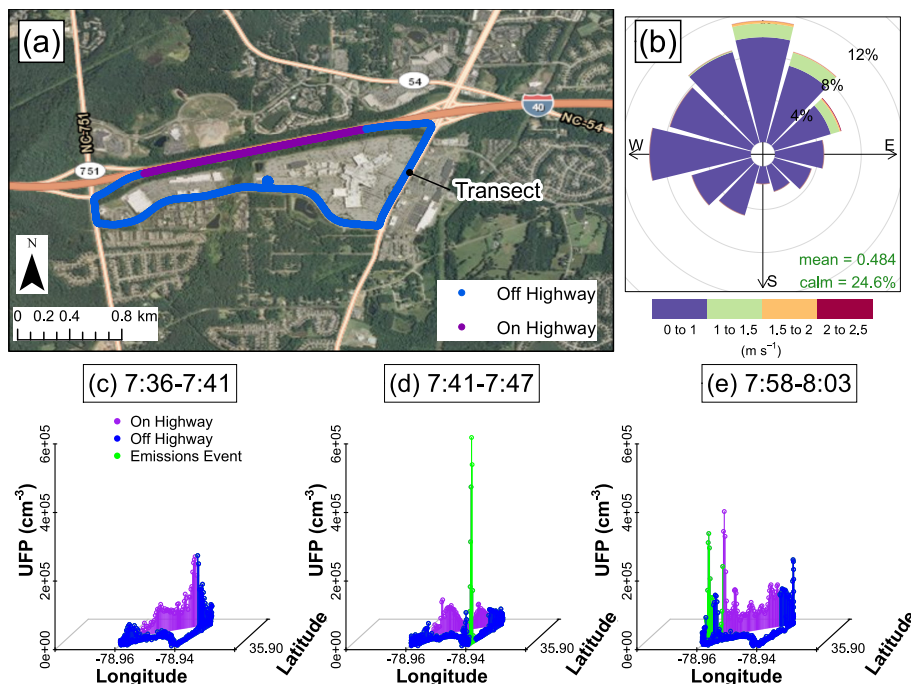 (a)
54
40
NC-54
NC-751
751
Transect
N
0 0.2 0.4 0.8 km
Off Highway
On Highway
(b)
12%
8%
4%
W
E
S
mean = 0.484
calm = 24.6%
0 to 1 1 to 1.5 1.5 to 2 2 to 2.5
(m s⁻¹)
(c) 7:36-7:41
On Highway
Off Highway
Emissions Event
UFP (cm⁻³)
0e+00 2e+05 4e+05 6e+05
-78.96 -78.94
Longitude
35.90
Latitude
(d) 7:41-7:47
UFP (cm⁻³)
0e+00 2e+05 4e+05 6e+05
-78.96 -78.94
Longitude
35.90
Latitude
(e) 7:58-8:03
UFP (cm⁻³)
0e+00 2e+05 4e+05 6e+05
-78.96 -78.94
Longitude
35.90
Latitude